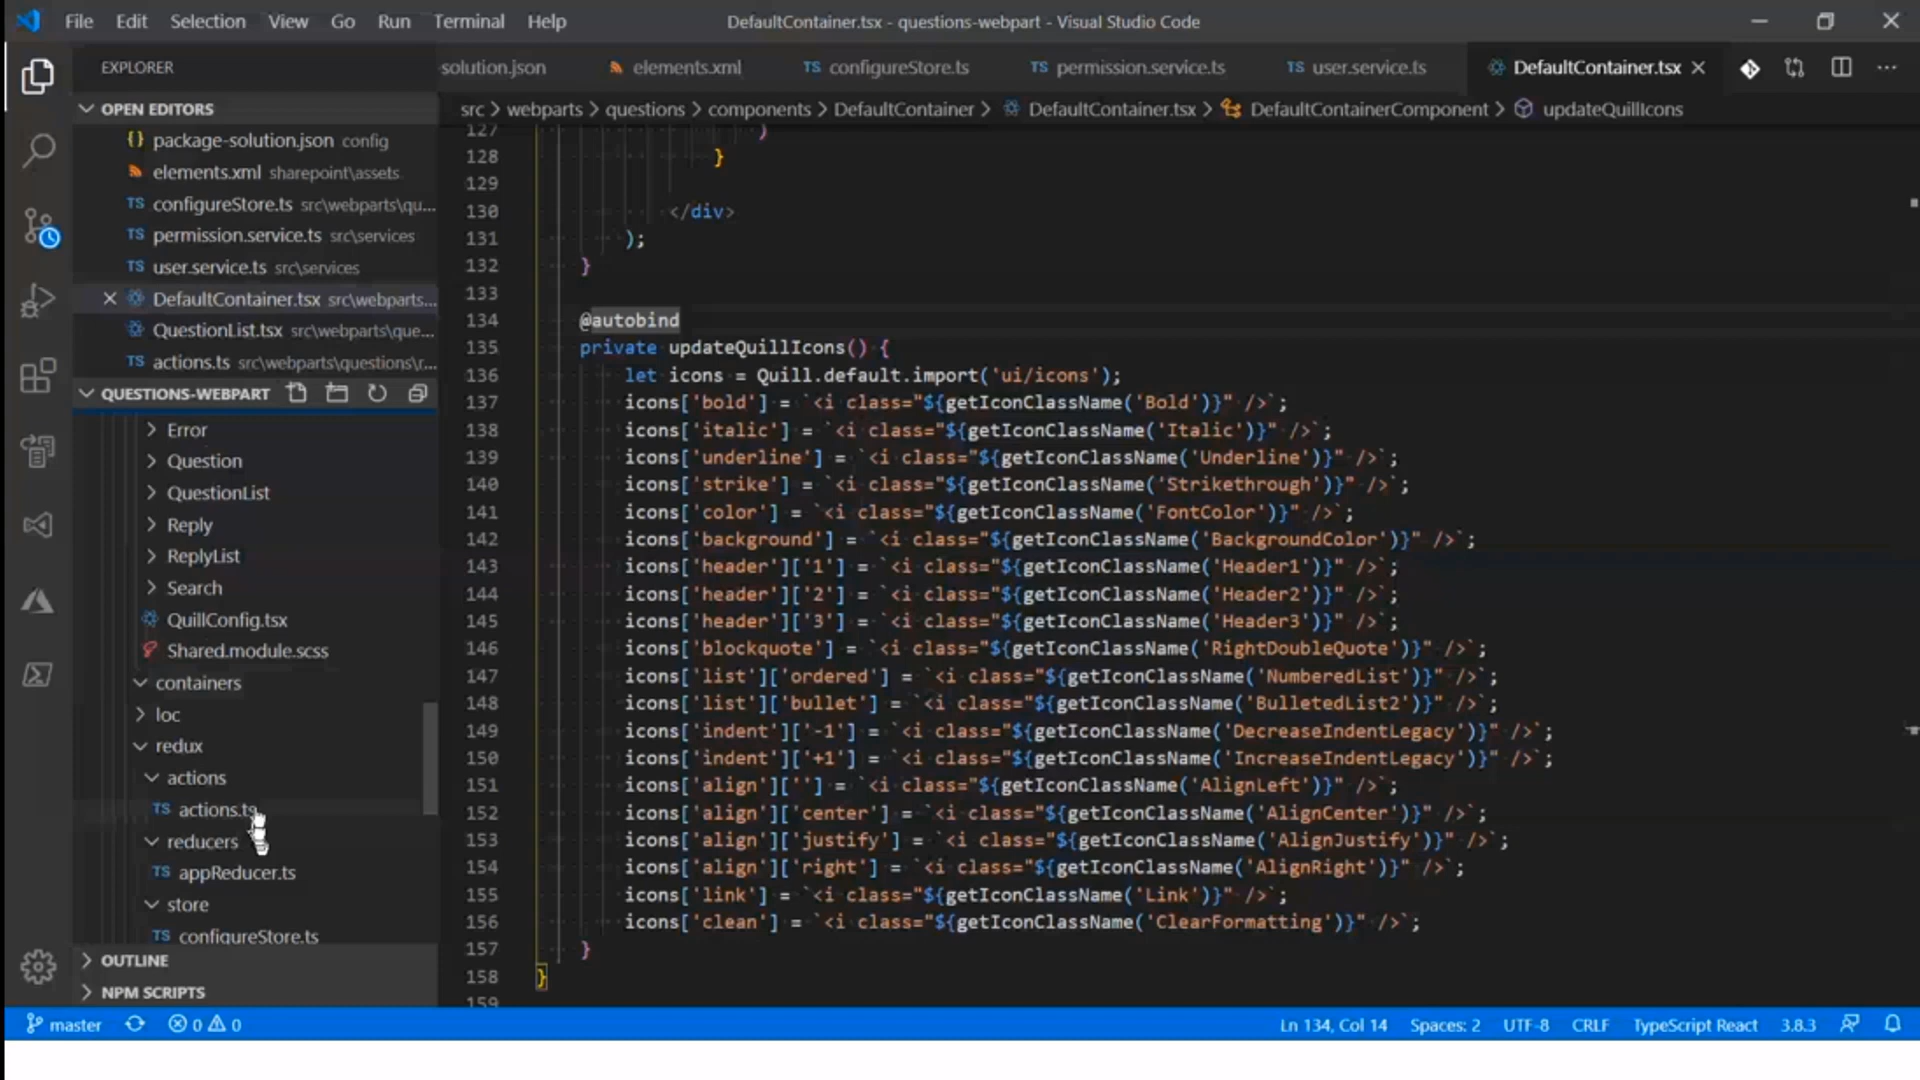 File Edit Selection View Go Run Terminal Help
DefaultContainer.tsx - questions-webpart - Visual Studio Code
EXPLORER
OPEN EDITORS
package-solution.json config
elements.xml sharepoint\assets
configureStore.ts src\webparts\qu...
permission.service.ts src\services
user.service.ts src\services
DefaultContainer.tsx src\webparts...
QuestionList.tsx src\webparts\que...
actions.ts src\webparts\questions\r...
QUESTIONS-WEBPART
Error
Question
QuestionList
Reply
ReplyList
Search
QuillConfig.tsx
Shared.module.scss
containers
loc
redux
actions
TS actions.ts
reducers
TS appReducer.ts
store
configureStore.ts
OUTLINE
NPM SCRIPTS
solution.json elements.xml TS configureStore.ts TS permission.service.ts TS user.service.ts DefaultContainer.tsx
src > webparts > questions > components > DefaultContainer > DefaultContainer.tsx > DefaultContainerComponent > updateQuillIcons
127 }
128 }
129
130 </div>
131 );
132 }
133
134 @autobind
135 private updateQuillIcons() {
136 let icons = Quill.default.import('ui/icons');
137 icons['bold'] = `<i class="${getIconClassName('Bold')}" />`;
138 icons['italic'] = `<i class="${getIconClassName('Italic')}" />`;
139 icons['underline'] = `<i class="${getIconClassName('Underline')}" />`;
140 icons['strike'] = `<i class="${getIconClassName('Strikethrough')}" />`;
141 icons['color'] = `<i class="${getIconClassName('FontColor')}" />`;
142 icons['background'] = `<i class="${getIconClassName('BackgroundColor')}" />`;
143 icons['header']['1'] = `<i class="${getIconClassName('Header1')}" />`;
144 icons['header']['2'] = `<i class="${getIconClassName('Header2')}" />`;
145 icons['header']['3'] = `<i class="${getIconClassName('Header3')}" />`;
146 icons['blockquote'] = `<i class="${getIconClassName('RightDoubleQuote')}" />`;
147 icons['list']['ordered'] = `<i class="${getIconClassName('NumberedList')}" />`;
148 icons['list']['bullet'] = `<i class="${getIconClassName('BulletedList2')}" />`;
149 icons['indent']['-1'] = `<i class="${getIconClassName('DecreaseIndentLegacy')}" />`;
150 icons['indent']['+1'] = `<i class="${getIconClassName('IncreaseIndentLegacy')}" />`;
151 icons['align'][''] = `<i class="${getIconClassName('AlignLeft')}" />`;
152 icons['align']['center'] = `<i class="${getIconClassName('AlignCenter')}" />`;
153 icons['align']['justify'] = `<i class="${getIconClassName('AlignJustify')}" />`;
154 icons['align']['right'] = `<i class="${getIconClassName('AlignRight')}" />`;
155 icons['link'] = `<i class="${getIconClassName('Link')}" />`;
156 icons['clean'] = `<i class="${getIconClassName('ClearFormatting')}" />`;
157 }
158 }
159
master 0 0 Ln 134, Col 14 Spaces: 2 UTF-8 CRLF TypeScript React 3.8.3